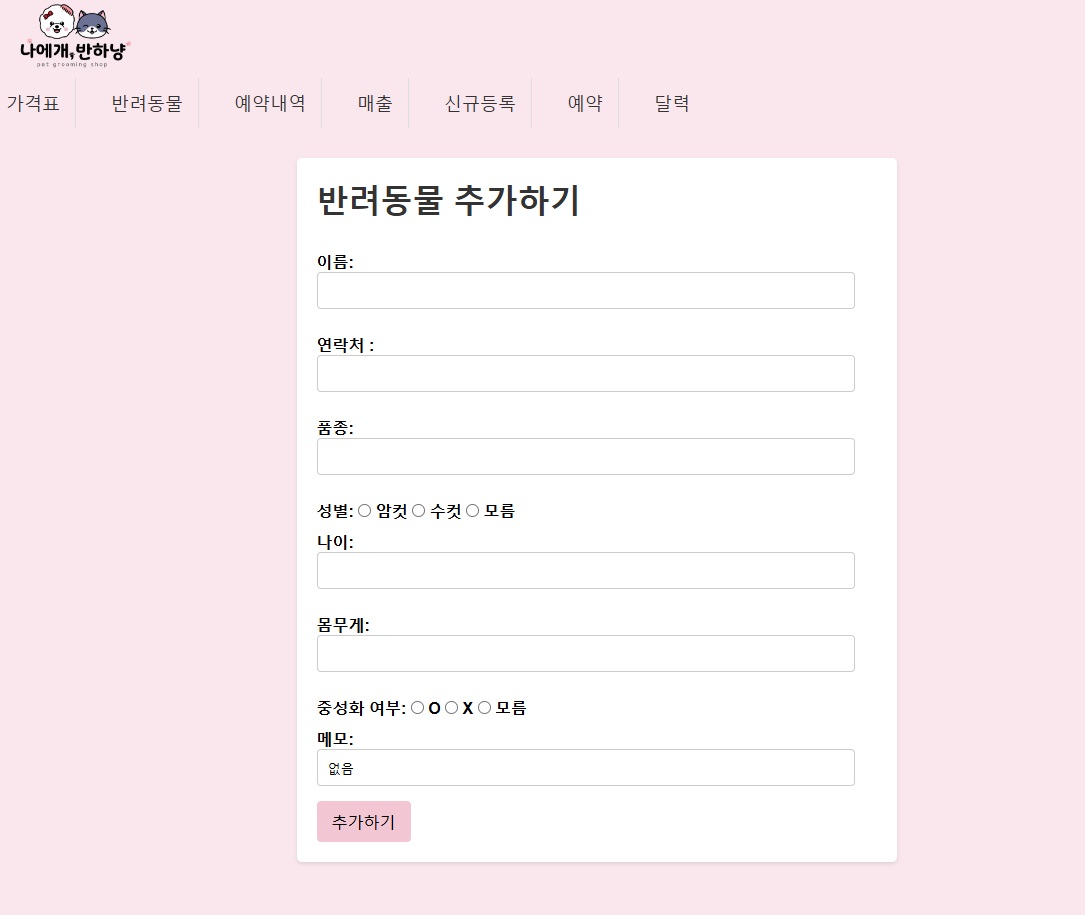 나에개,반하냥
pet grooming shop
가격표 반려동물 예약내역 매출 신규등록 예약 달력
반려동물 추가하기
이름:
연락처 :
품종:
성별: 암컷 수컷 모름
나이:
몸무게:
중성화 여부: O X 모름
메모:
없음
추가하기